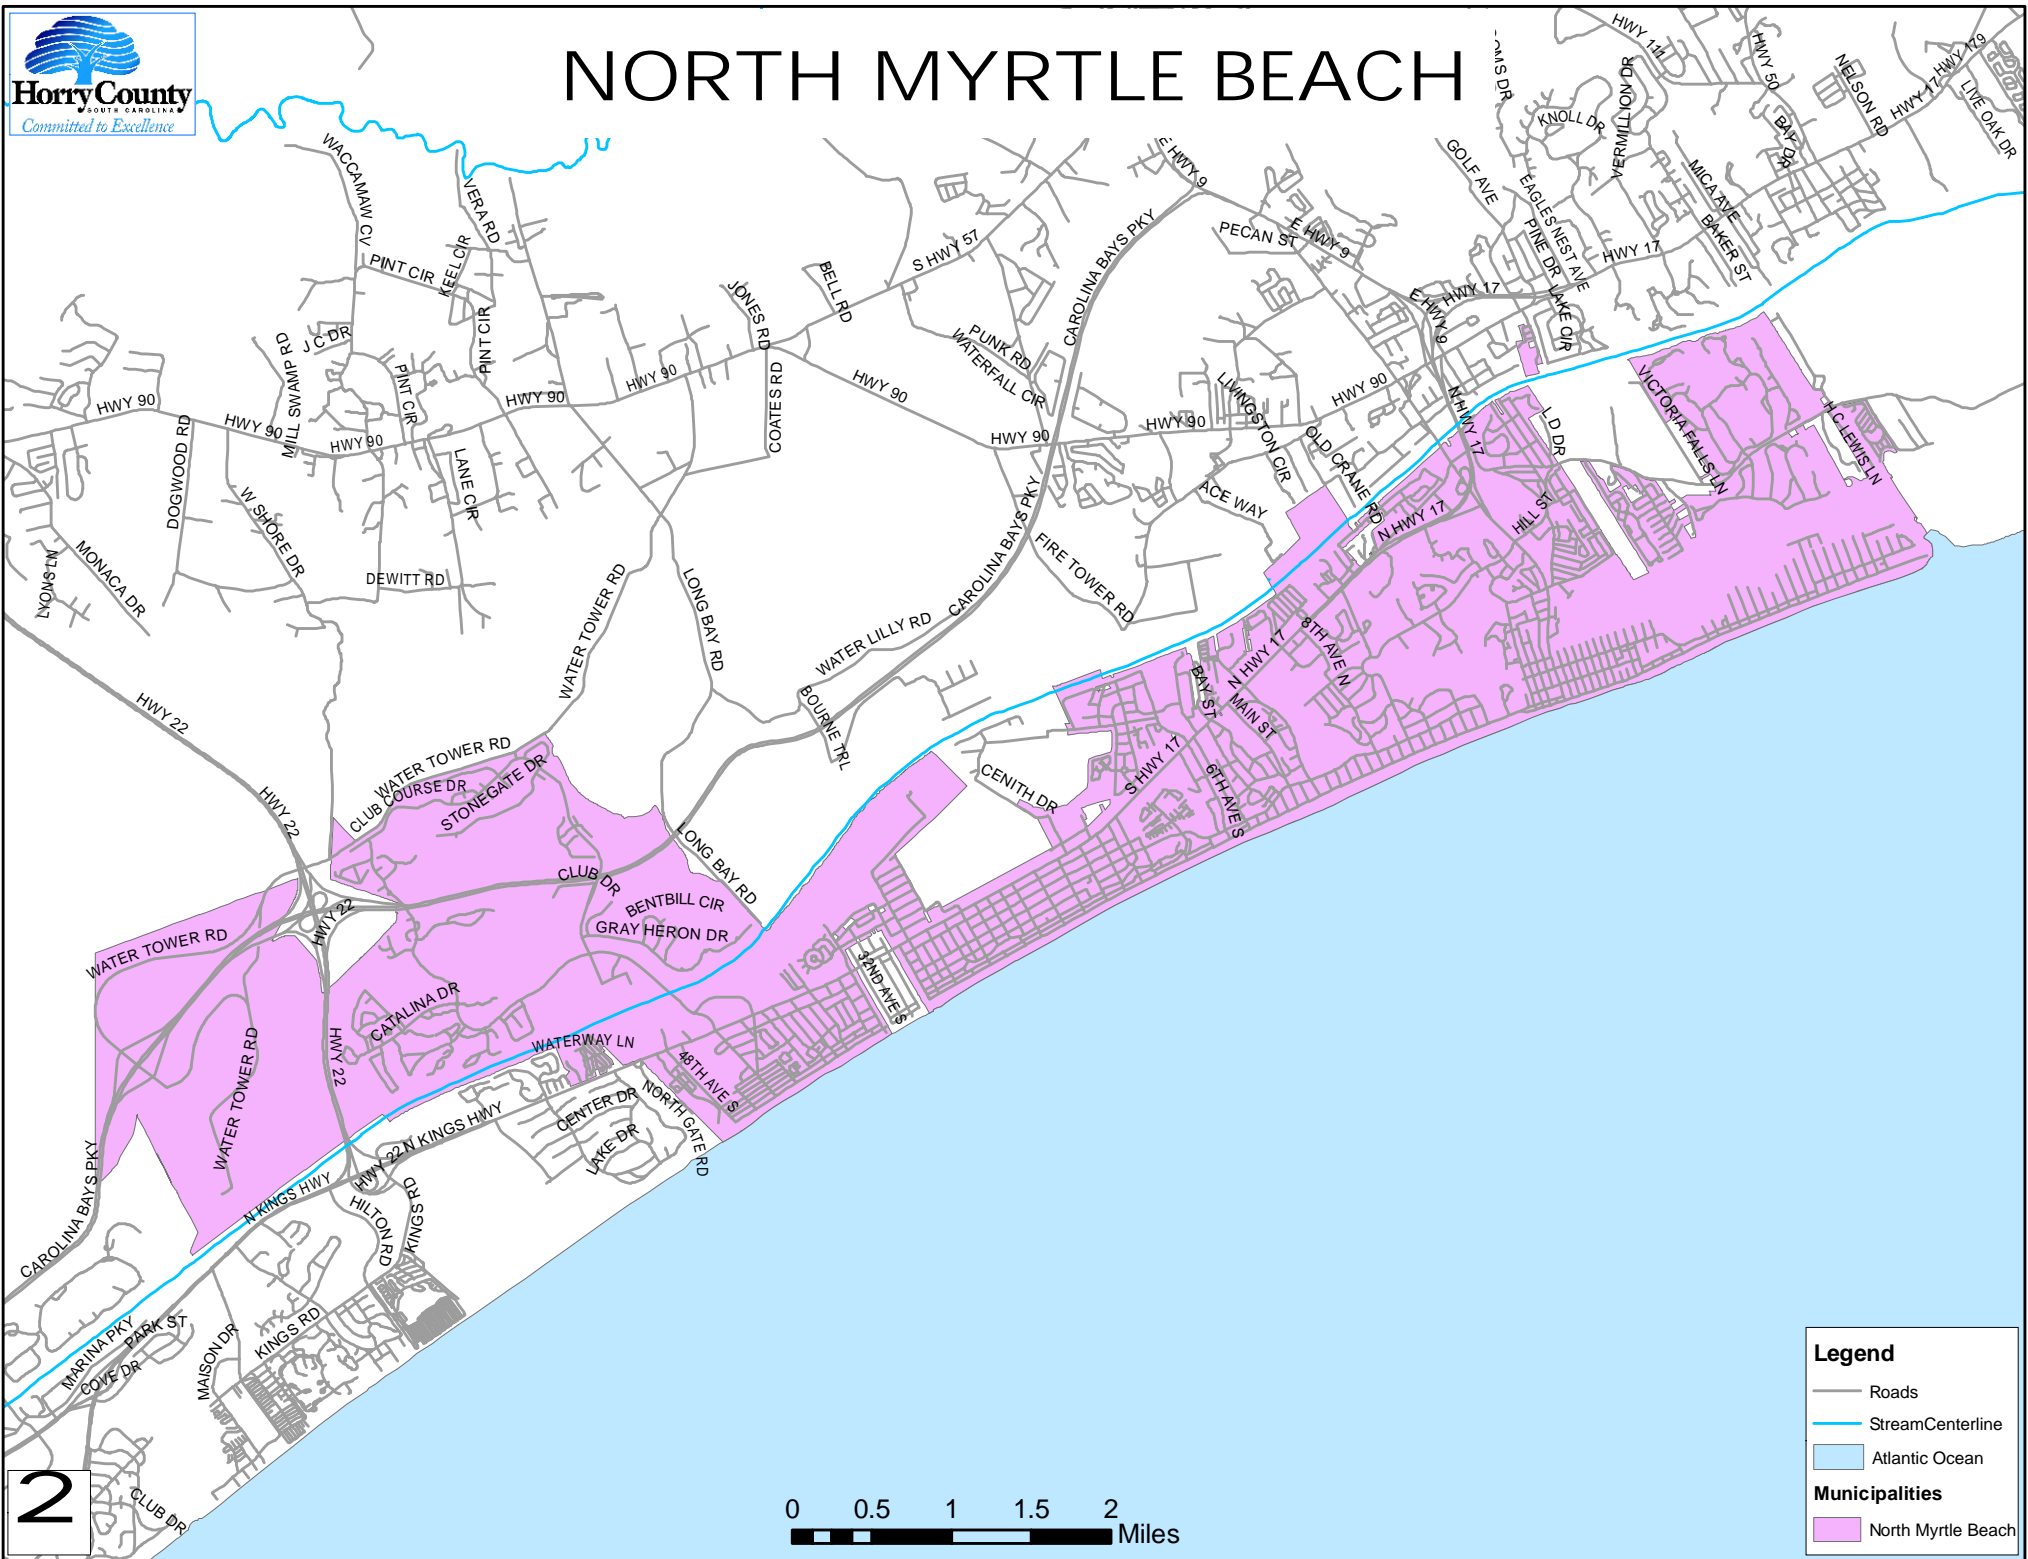 NORTH MYRTLE BEACH
Horry County
SOUTH CAROLINA
Committed to Excellence
HWY 111
HWY 50
NELSON RD
HWY 179
HWY 17
LIVE OAK DR
OMS DR
KNOLL DR
VERMILLION DR
BAY DR
GOLF AVE
EAGLES NEST AVE
MICA AVE
BAKER ST
PINE DR
HWY 17
LAKE CIR
WACCAMAW CV
VERA RD
KEEL CIR
PINT CIR
PINT CIR
PINT CIR
J C DR
MILL SWAMP RD
E HWY 9
E HWY 9
E HWY 9
PECAN ST
HWY 17
S HWY 57
CAROLINA BAYS PKY
BELL RD
JONES RD
PUNK RD
WATERFALL CIR
COATES RD
HWY 90
HWY 90
HWY 90
HWY 90
HWY 90
HWY 90
HWY 90
HWY 90
HWY 90
LIVINGSTON CIR
OLD CRANE RD
N HWY 17
L D DR
VICTORIA FALLS LN
H C LEWIS LN
DOGWOOD RD
W SHORE DR
LANE CIR
DEWITT RD
LYONS LN
MONACA DR
ACE WAY
N HWY 17
HILL ST
FIRE TOWER RD
CAROLINA BAYS PKY
CAROLINA BAYS PKY
WATER LILLY RD
WATER TOWER RD
LONG BAY RD
BOURNE TRL
8TH AVE N
N HWY 17
BAY ST
MAIN ST
S HWY 17
6TH AVE S
CENITH DR
HWY 22
HWY 22
WATER TOWER RD
CLUB COURSE DR
STONEGATE DR
LONG BAY RD
CLUB DR
BENTBILL CIR
GRAY HERON DR
HWY 22
WATER TOWER RD
WATER TOWER RD
CATALINA DR
HWY 22
32ND AVE S
WATERWAY LN
48TH AVE S
NORTH GATE RD
CENTER DR
LAKE DR
N KINGS HWY
HWY 22
N KINGS HWY
HILTON RD
KINGS RD
CAROLINA BAYS PKY
MARINA PKY
PARK ST
COVE DR
MAISON DR
KINGS RD
CLUB DR
2
0 0.5 1 1.5 2
Miles
Legend
Roads
StreamCenterline
Atlantic Ocean
Municipalities
North Myrtle Beach